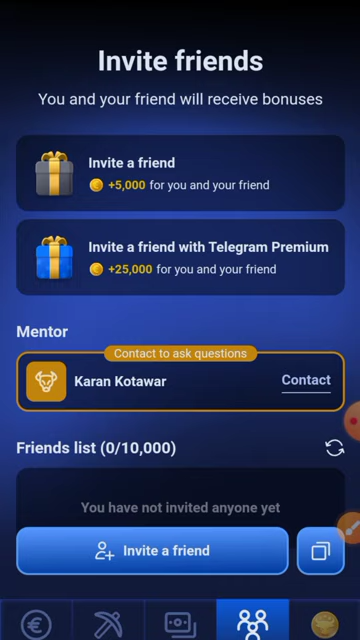 Invite friends
You and your friend will receive bonuses
Invite a friend
+5,000 for you and your friend
Invite a friend with Telegram Premium
+25,000 for you and your friend
Mentor
Contact to ask questions
Karan Kotawar
Contact
Friends list (0/10,000)
You have not invited anyone yet
Invite a friend